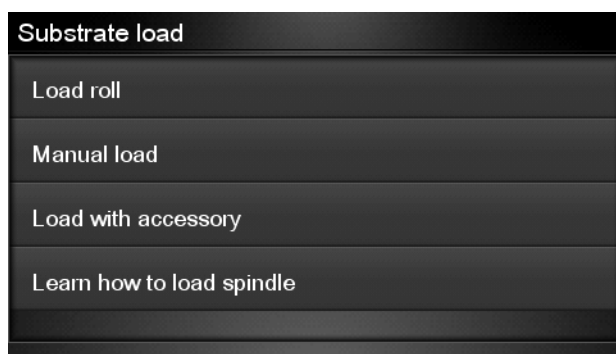 Substrate load
Load roll
Manual load
Load with accessory
Learn how to load spindle